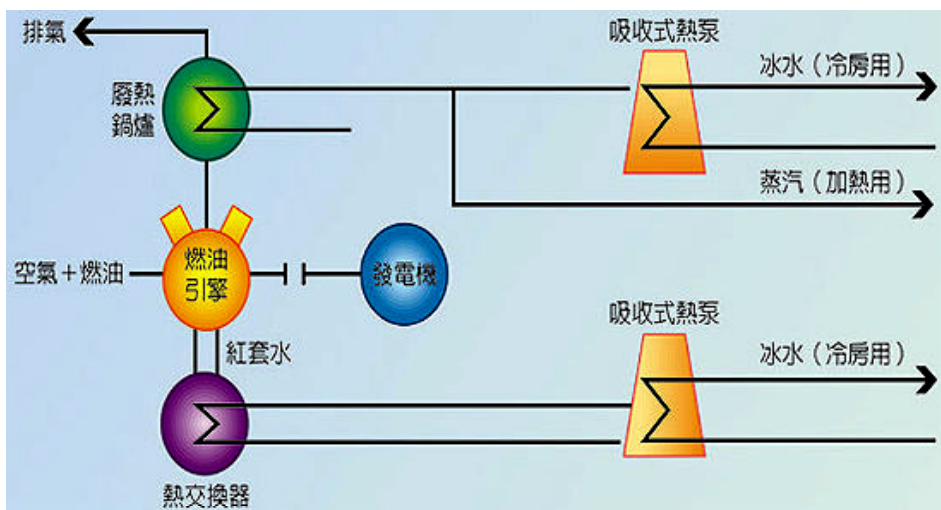 排氣
吸收式熱泵
冰水（冷房用）
廢熱
鍋爐
蒸汽（加熱用）
空氣＋燃油
燃油
引擎
發電機
紅套水
吸收式熱泵
冰水（冷房用）
熱交換器